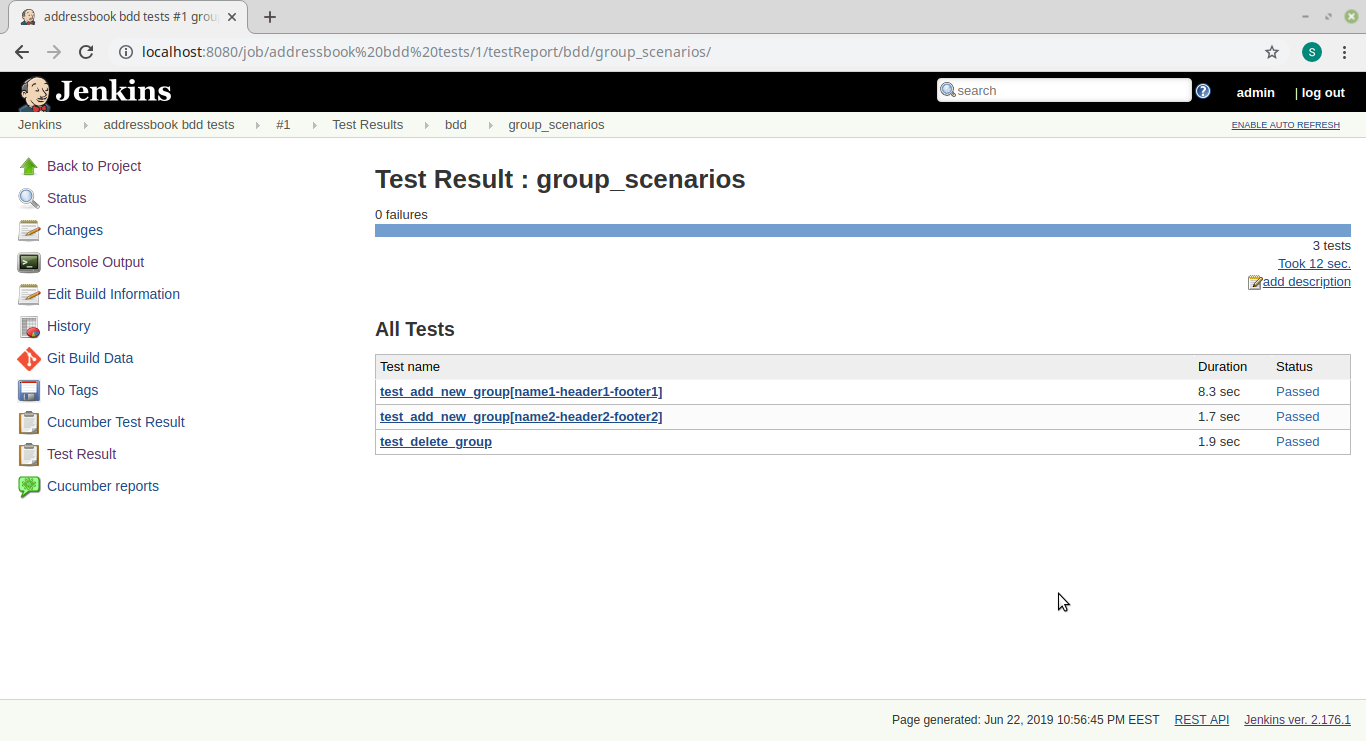 addressbook bdd tests #1 grou
localhost:8080/job/addressbook%20bdd%20tests/1/testReport/bdd/group_scenarios/
S
Jenkins
search
?
admin
| log out
Jenkins
addressbook bdd tests
#1
Test Results
bdd
group_scenarios
ENABLE AUTO REFRESH
Back to Project
Status
Changes
Console Output
Edit Build Information
History
Git Build Data
No Tags
Cucumber Test Result
Test Result
Cucumber reports
Test Result : group_scenarios
0 failures
3 tests
Took 12 sec.
add description
All Tests
Test name Duration Status
test_add_new_group[name1-header1-footer1] 8.3 sec Passed
test_add_new_group[name2-header2-footer2] 1.7 sec Passed
test_delete_group 1.9 sec Passed
Page generated: Jun 22, 2019 10:56:45 PM EEST REST API Jenkins ver. 2.176.1